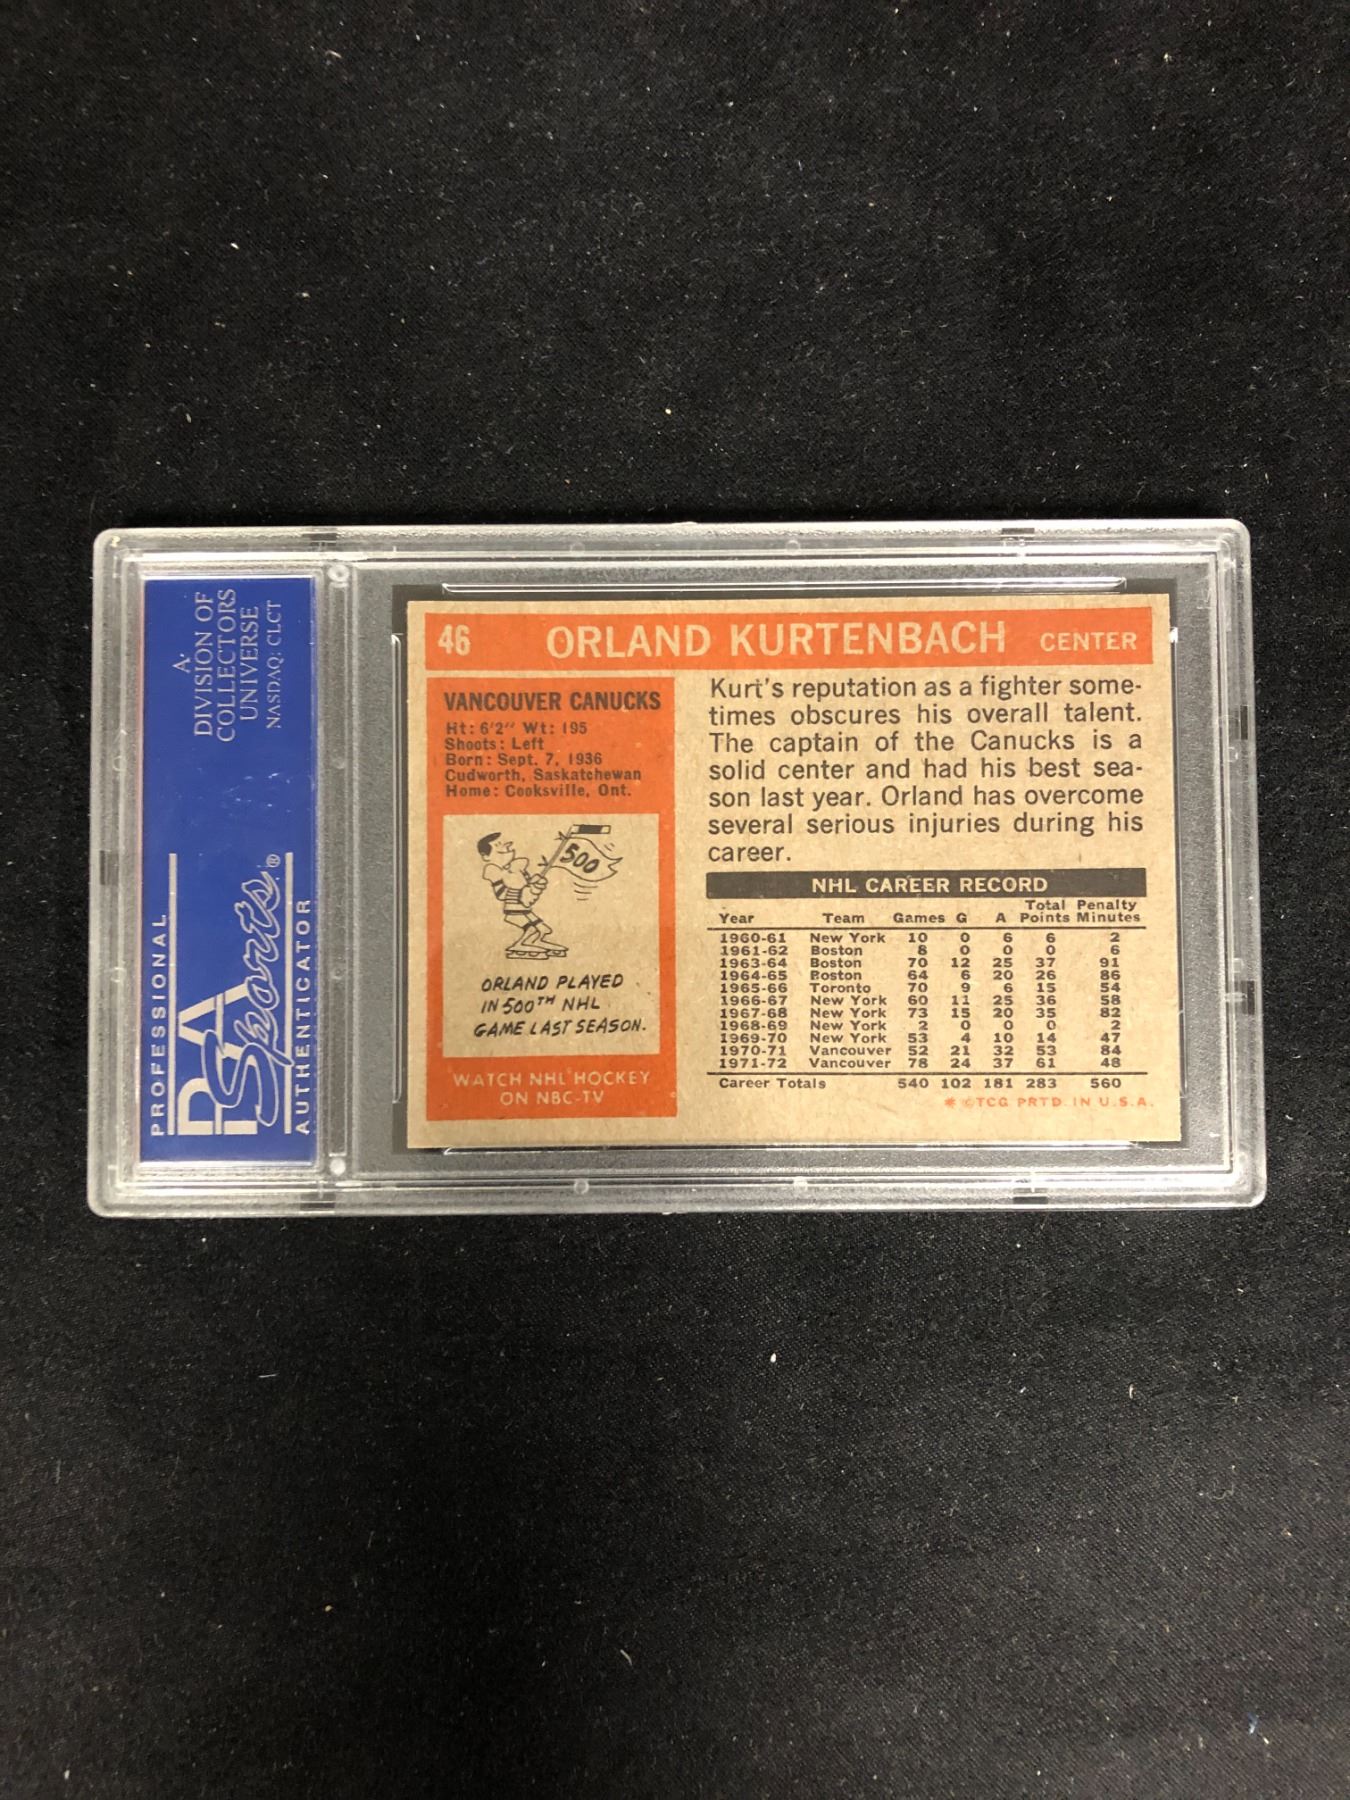 A
DIVISION OF
COLLECTORS
UNIVERSE
NASDAQ: CLCT
PROFESSIONAL
PSA
Sports®
AUTHENTICATOR
46 ORLAND KURTENBACH CENTER
VANCOUVER CANUCKS
Ht: 6'2" Wt: 195
Shoots: Left
Born: Sept. 7, 1936
Cudworth, Saskatchewan
Home: Cooksville, Ont.
500
ORLAND PLAYED
IN 500TH NHL
GAME LAST SEASON.
WATCH NHL HOCKEY
ON NBC-TV
Kurt's reputation as a fighter some-
times obscures his overall talent.
The captain of the Canucks is a
solid center and had his best sea-
son last year. Orland has overcome
several serious injuries during his
career.
NHL CAREER RECORD
Year Team Games G A Total Points Penalty Minutes
1960-61 New York 10 0 6 6 2
1961-62 Boston 8 0 0 0 6
1963-64 Boston 70 12 25 37 91
1964-65 Boston 64 6 20 26 86
1965-66 Toronto 70 9 6 15 54
1966-67 New York 60 11 25 36 58
1967-68 New York 73 15 20 35 82
1968-69 New York 2 0 0 0 2
1969-70 New York 53 4 10 14 47
1970-71 Vancouver 52 21 32 53 84
1971-72 Vancouver 78 24 37 61 48
Career Totals 540 102 181 283 560
* ©TCG PRTD. IN U.S.A.